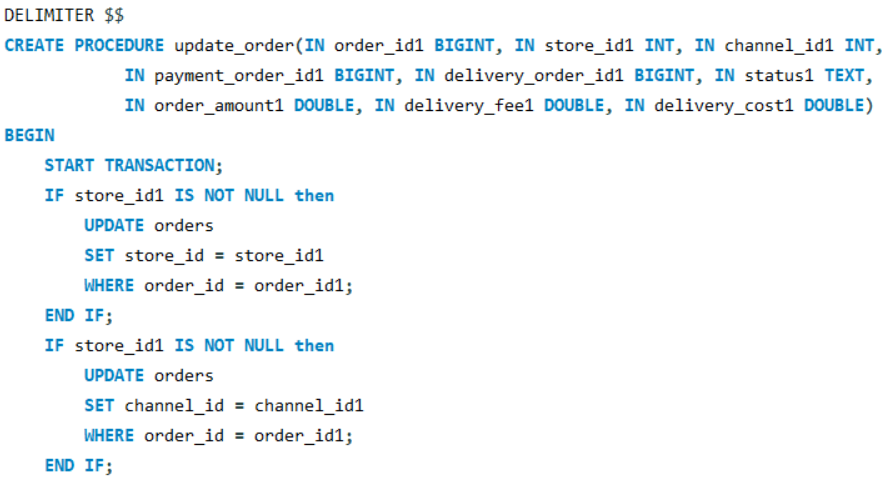 DELIMITER $$
CREATE PROCEDURE update_order(IN order_id1 BIGINT, IN store_id1 INT, IN channel_id1 INT,
IN payment_order_id1 BIGINT, IN delivery_order_id1 BIGINT, IN status1 TEXT,
IN order_amount1 DOUBLE, IN delivery_fee1 DOUBLE, IN delivery_cost1 DOUBLE)
BEGIN
START TRANSACTION;
IF store_id1 IS NOT NULL then
UPDATE orders
SET store_id = store_id1
WHERE order_id = order_id1;
END IF;
IF store_id1 IS NOT NULL then
UPDATE orders
SET channel_id = channel_id1
WHERE order_id = order_id1;
END IF;